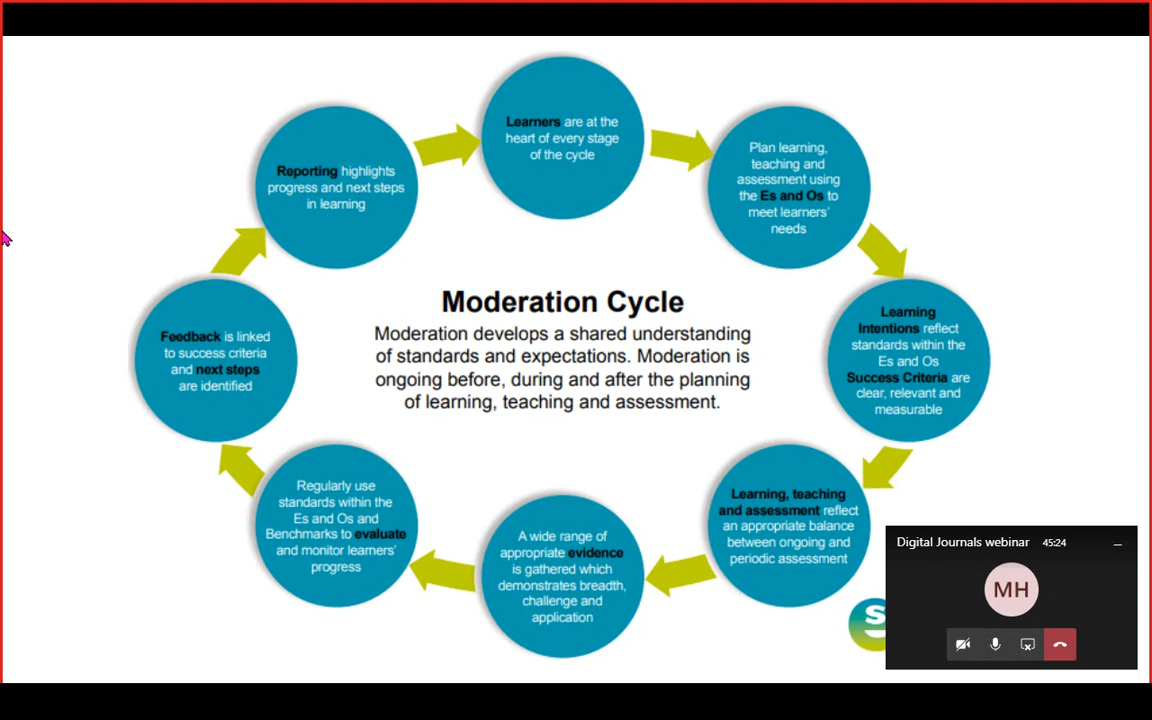 Learners are at the
heart of every stage
of the cycle
Plan learning,
teaching and
assessment using
the Es and Os to
meet learners'
needs
Learning
Intentions reflect
standards within the
Es and Os
Success Criteria are
clear, relevant and
measurable
Learning, teaching
and assessment reflect
an appropriate balance
between ongoing and
periodic assessment
A wide range of
appropriate evidence
is gathered which
demonstrates breadth,
challenge and
application
Regularly use
standards within the
Es and Os and
Benchmarks to evaluate
and monitor learners'
progress
Feedback is linked
to success criteria
and next steps
are identified
Reporting highlights
progress and next steps
in learning
Moderation Cycle
Moderation develops a shared understanding
of standards and expectations. Moderation is
ongoing before, during and after the planning
of learning, teaching and assessment.
Digital Journals webinar 45:24
MH
S